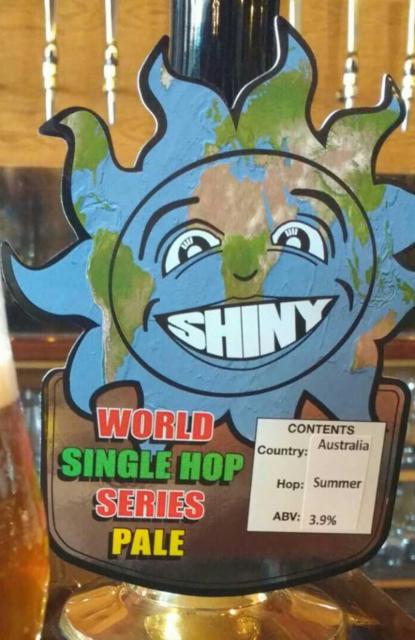 SHINY
WORLD
SINGLE HOP
SERIES
PALE
CONTENTS
Country: Australia
Hop: Summer
ABV: 3.9%